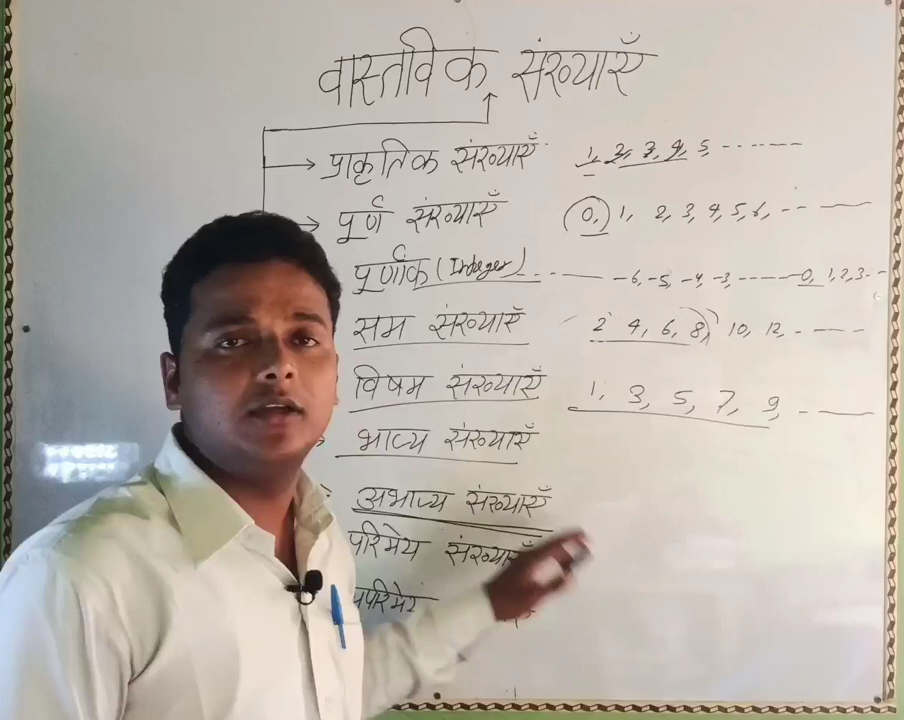 वास्तविक संख्याएँ
प्राकृतिक संख्याएँ 1, 2, 3, 4, 5, -------
पूर्ण संख्याएँ 0, 1, 2, 3, 4, 5, 6, -- ——
पूर्णांक (Integer) --- —— -6, -5, -4, -3, ------ 0, 1, 2, 3--
सम संख्याएँ 2 4, 6, 8, 10, 12, - ---
विषम संख्याएँ 1, 3, 5, 7, 9, - ——
भाज्य संख्याएँ
अभाज्य संख्याएँ
परिमेय संख्याएँ